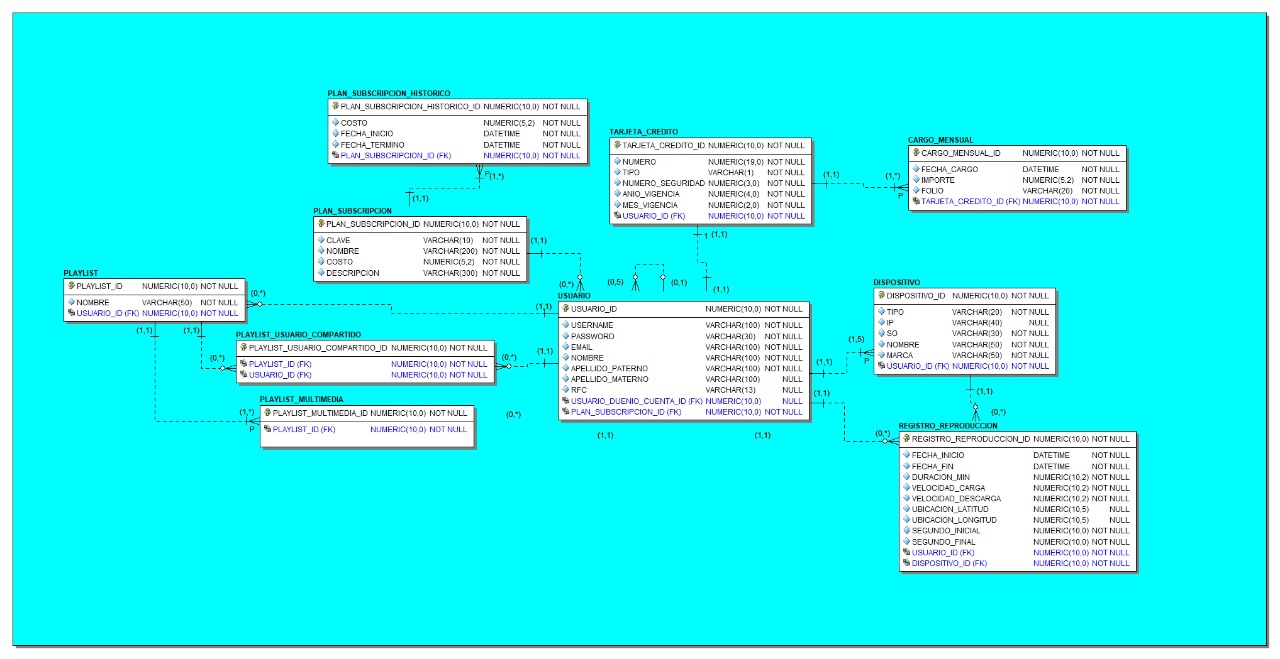 PLAN_SUBSCRIPCION_HISTORICO
PLAN_SUBSCRIPCION_HISTORICO_ID NUMERIC(10,0) NOT NULL
COSTO NUMERIC(5,2) NOT NULL
FECHA_INICIO DATETIME NOT NULL
FECHA_TERMINO DATETIME NOT NULL
PLAN_SUBSCRIPCION_ID (FK) NUMERIC(10,0) NOT NULL
P
(1,*)
(1,1)
PLAN_SUBSCRIPCION
PLAN_SUBSCRIPCION_ID NUMERIC(10,0) NOT NULL
CLAVE VARCHAR(10) NOT NULL
NOMBRE VARCHAR(200) NOT NULL
COSTO NUMERIC(5,2) NOT NULL
DESCRIPCION VARCHAR(300) NOT NULL
(1,1)
(0,*)
TARJETA_CREDITO
TARJETA_CREDITO_ID NUMERIC(10,0) NOT NULL
NUMERO NUMERIC(19,0) NOT NULL
TIPO VARCHAR(1) NOT NULL
NUMERO_SEGURIDAD NUMERIC(3,0) NOT NULL
ANIO_VIGENCIA NUMERIC(4,0) NOT NULL
MES_VIGENCIA NUMERIC(2,0) NOT NULL
USUARIO_ID (FK) NUMERIC(10,0) NOT NULL
(1,1)
(1,*)
P
1 (1,1)
(1,1)
CARGO_MENSUAL
CARGO_MENSUAL_ID NUMERIC(10,0) NOT NULL
FECHA_CARGO DATETIME NOT NULL
IMPORTE NUMERIC(5,2) NOT NULL
FOLIO VARCHAR(20) NOT NULL
TARJETA_CREDITO_ID (FK) NUMERIC(10,0) NOT NULL
(0,5)
(0,1)
PLAYLIST
PLAYLIST_ID NUMERIC(10,0) NOT NULL
NOMBRE VARCHAR(50) NOT NULL
USUARIO_ID (FK) NUMERIC(10,0) NOT NULL
(0,*)
(1,1)
(1,1)
(1,1)
PLAYLIST_USUARIO_COMPARTIDO
PLAYLIST_USUARIO_COMPARTIDO_ID NUMERIC(10,0) NOT NULL
PLAYLIST_ID (FK) NUMERIC(10,0) NOT NULL
USUARIO_ID (FK) NUMERIC(10,0) NOT NULL
(0,*)
(0,*)
(1,1)
PLAYLIST_MULTIMEDIA
PLAYLIST_MULTIMEDIA_ID NUMERIC(10,0) NOT NULL
PLAYLIST_ID (FK) NUMERIC(10,0) NOT NULL
(1,*)
P
(0,*)
USUARIO
USUARIO_ID NUMERIC(10,0) NOT NULL
USERNAME VARCHAR(100) NOT NULL
PASSWORD VARCHAR(30) NOT NULL
EMAIL VARCHAR(100) NOT NULL
NOMBRE VARCHAR(100) NOT NULL
APELLIDO_PATERNO VARCHAR(100) NOT NULL
APELLIDO_MATERNO VARCHAR(100) NULL
RFC VARCHAR(13) NULL
USUARIO_DUENIO_CUENTA_ID (FK) NUMERIC(10,0) NULL
PLAN_SUBSCRIPCION_ID (FK) NUMERIC(10,0) NOT NULL
(1,1)
(1,1)
(1,1)
(1,5)
P
(1,1)
(0,*)
DISPOSITIVO
DISPOSITIVO_ID NUMERIC(10,0) NOT NULL
TIPO VARCHAR(20) NOT NULL
IP VARCHAR(40) NULL
SO VARCHAR(30) NOT NULL
NOMBRE VARCHAR(50) NOT NULL
MARCA VARCHAR(50) NOT NULL
USUARIO_ID (FK) NUMERIC(10,0) NOT NULL
(1,1)
(0,*)
REGISTRO_REPRODUCCION
REGISTRO_REPRODUCCION_ID NUMERIC(10,0) NOT NULL
FECHA_INICIO DATETIME NOT NULL
FECHA_FIN DATETIME NOT NULL
DURACION_MIN NUMERIC(10,2) NOT NULL
VELOCIDAD_CARGA NUMERIC(10,2) NOT NULL
VELOCIDAD_DESCARGA NUMERIC(10,2) NOT NULL
UBICACION_LATITUD NUMERIC(10,5) NULL
UBICACION_LONGITUD NUMERIC(10,5) NULL
SEGUNDO_INICIAL NUMERIC(10,0) NOT NULL
SEGUNDO_FINAL NUMERIC(10,0) NOT NULL
USUARIO_ID (FK) NUMERIC(10,0) NOT NULL
DISPOSITIVO_ID (FK) NUMERIC(10,0) NOT NULL